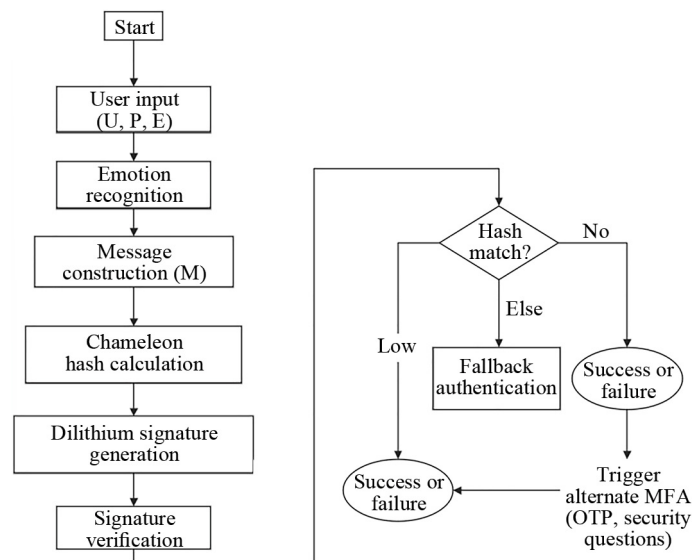 Start
User input
(U, P, E)
Emotion
recognition
Message
construction (M)
Chameleon
hash calculation
Dilithium signature
generation
Signature
verification
Hash
match?
No
Else
Low
Fallback
authentication
Success or
failure
Success or
failure
Trigger
alternate MFA
(OTP, security
questions)